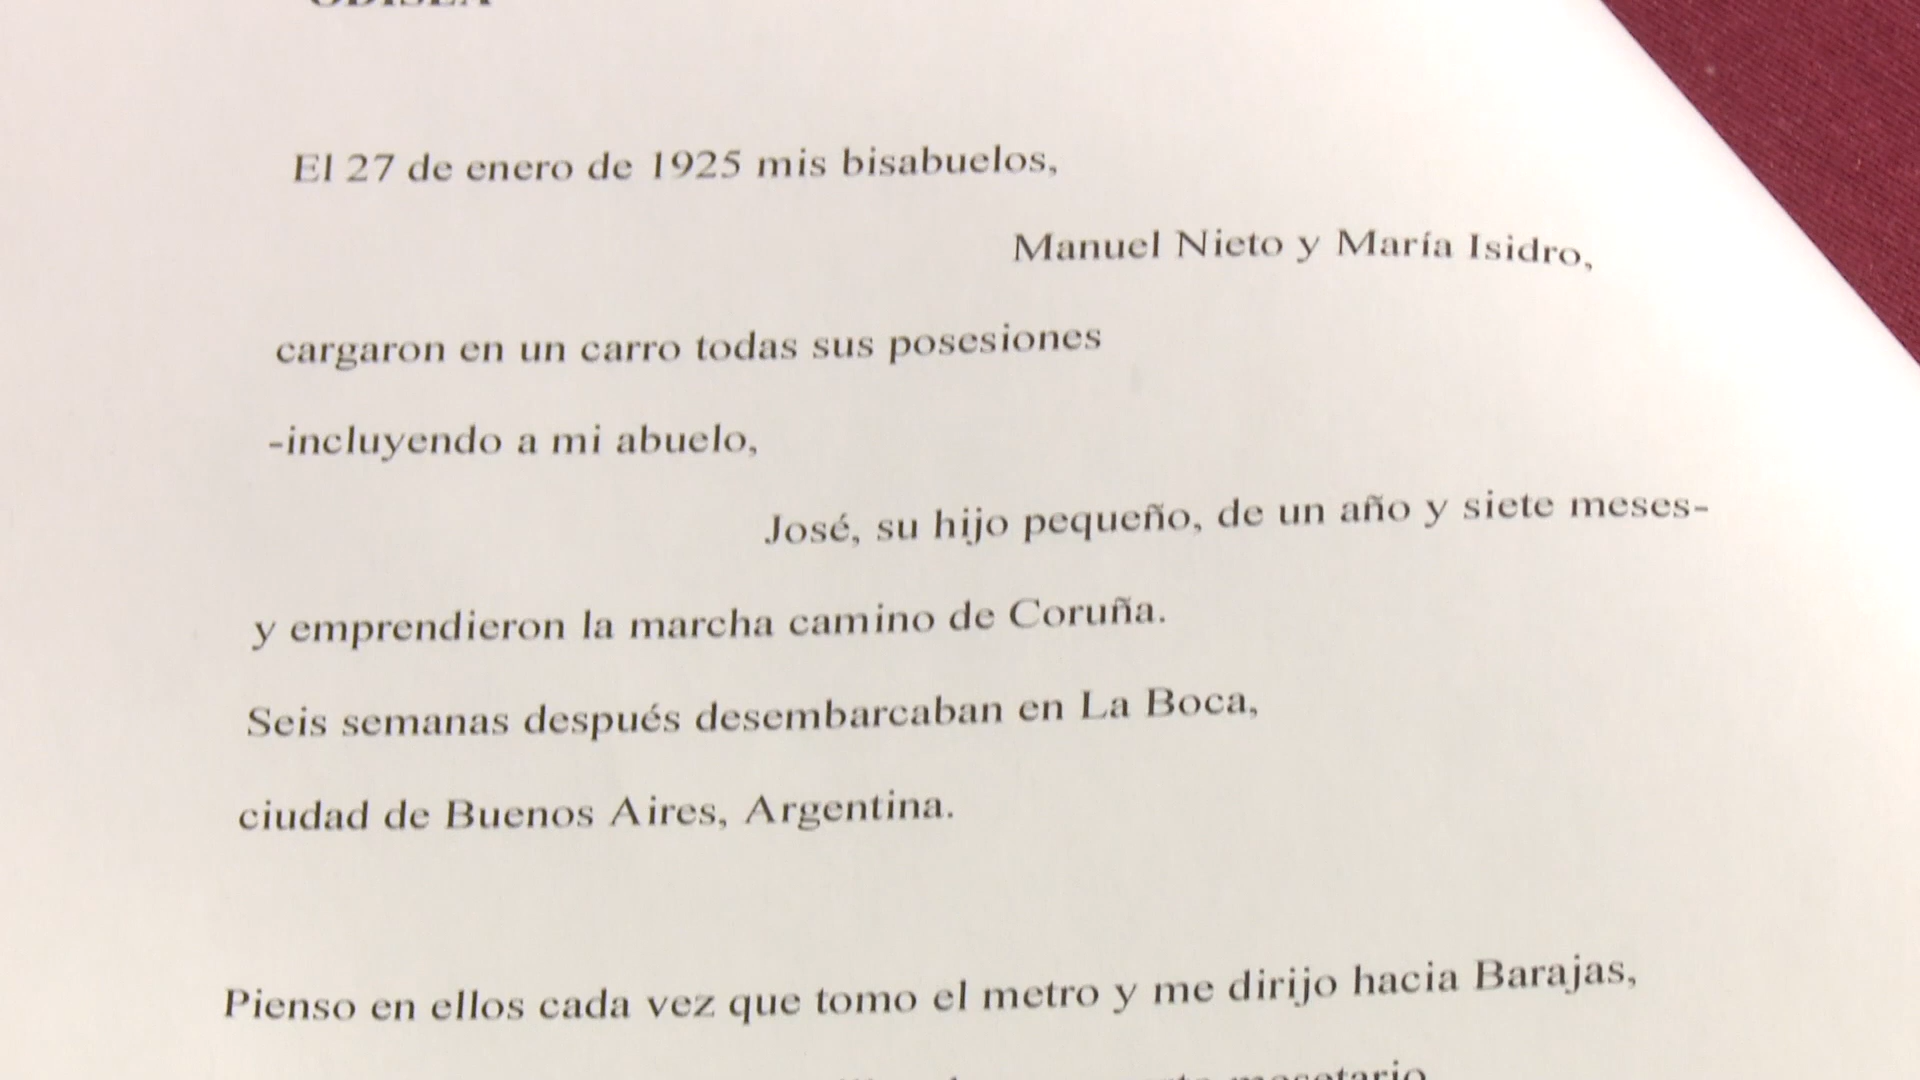 ODISEA
El 27 de enero de 1925 mis bisabuelos,
Manuel Nieto y María Isidro,
cargaron en un carro todas sus posesiones
-incluyendo a mi abuelo,
José, su hijo pequeño, de un año y siete meses-
y emprendieron la marcha camino de Coruña.
Seis semanas después desembarcaban en La Boca,
ciudad de Buenos Aires, Argentina.
Pienso en ellos cada vez que tomo el metro y me dirijo hacia Barajas,
mesetario